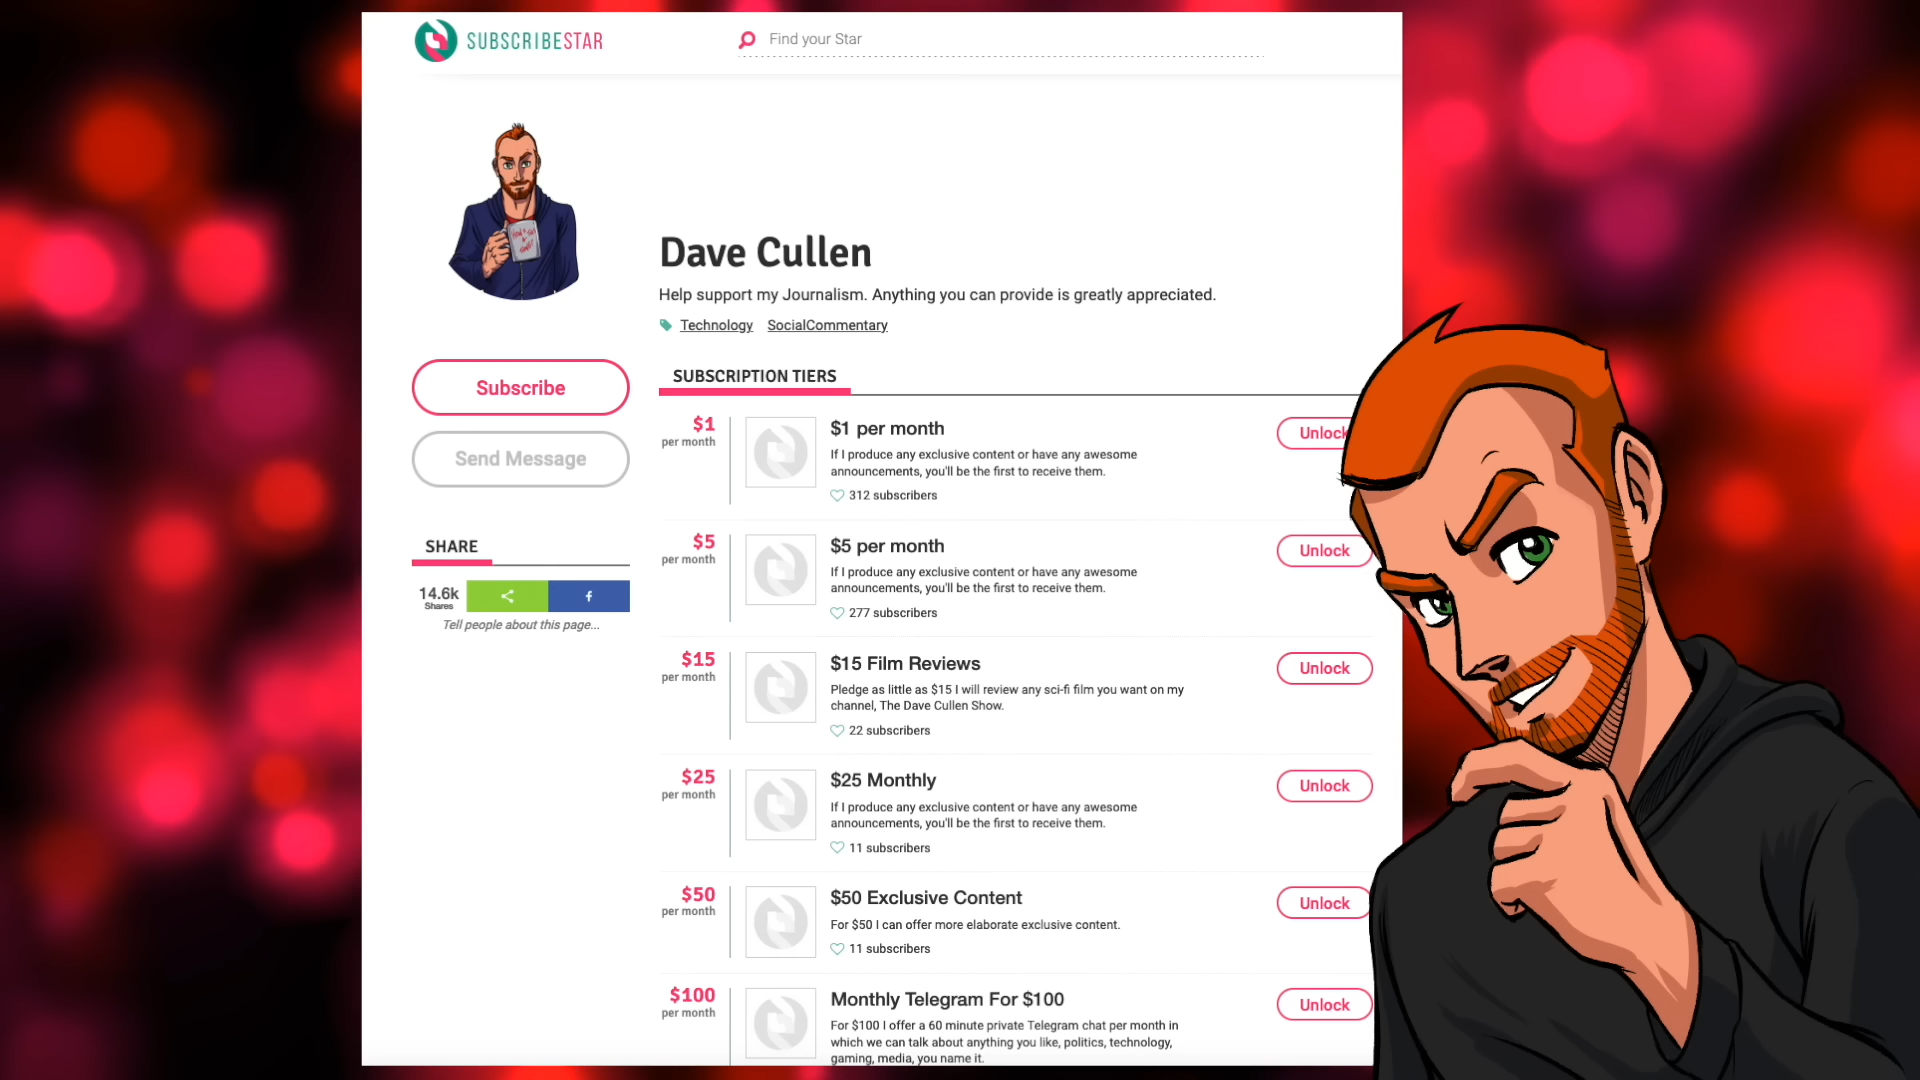 SUBSCRIBESTAR
Find your Star
Dave Cullen
Help support my Journalism. Anything you can provide is greatly appreciated.
Technology SocialCommentary
Subscribe
Send Message
SHARE
14.6k
Shares
Tell people about this page...
SUBSCRIPTION TIERS
$1
per month
$1 per month
If I produce any exclusive content or have any awesome
announcements, you'll be the first to receive them.
312 subscribers
Unlock
$5
per month
$5 per month
If I produce any exclusive content or have any awesome
announcements, you'll be the first to receive them.
277 subscribers
Unlock
$15
per month
$15 Film Reviews
Pledge as little as $15 I will review any sci-fi film you want on my
channel, The Dave Cullen Show.
22 subscribers
Unlock
$25
per month
$25 Monthly
If I produce any exclusive content or have any awesome
announcements, you'll be the first to receive them.
11 subscribers
Unlock
$50
per month
$50 Exclusive Content
For $50 I can offer more elaborate exclusive content.
11 subscribers
Unlock
$100
per month
Monthly Telegram For $100
For $100 I offer a 60 minute private Telegram chat per month in
which we can talk about anything you like, politics, technology,
gaming, media, you name it.
Unlock